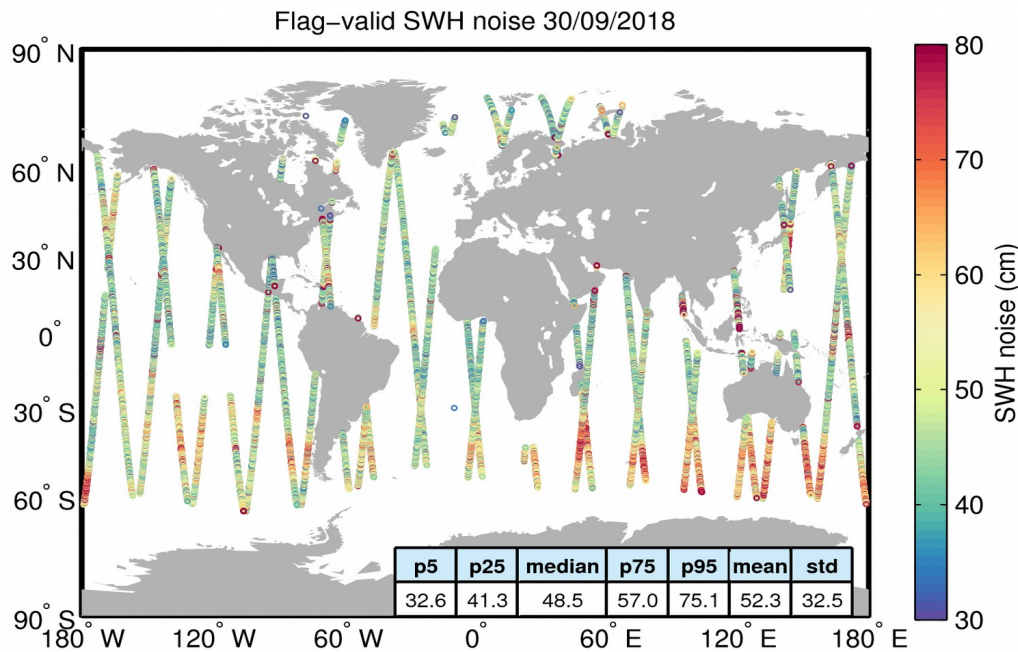 Flag−valid SWH noise 30/09/2018
90° N
60° N
30° N
0°
30° S
60° S
90° S
180° W
120° W
60° W
0°
60° E
120° E
180° E
80
70
60
50
40
30
SWH noise (cm)
p5 p25 median p75 p95 mean std
32.6 41.3 48.5 57.0 75.1 52.3 32.5